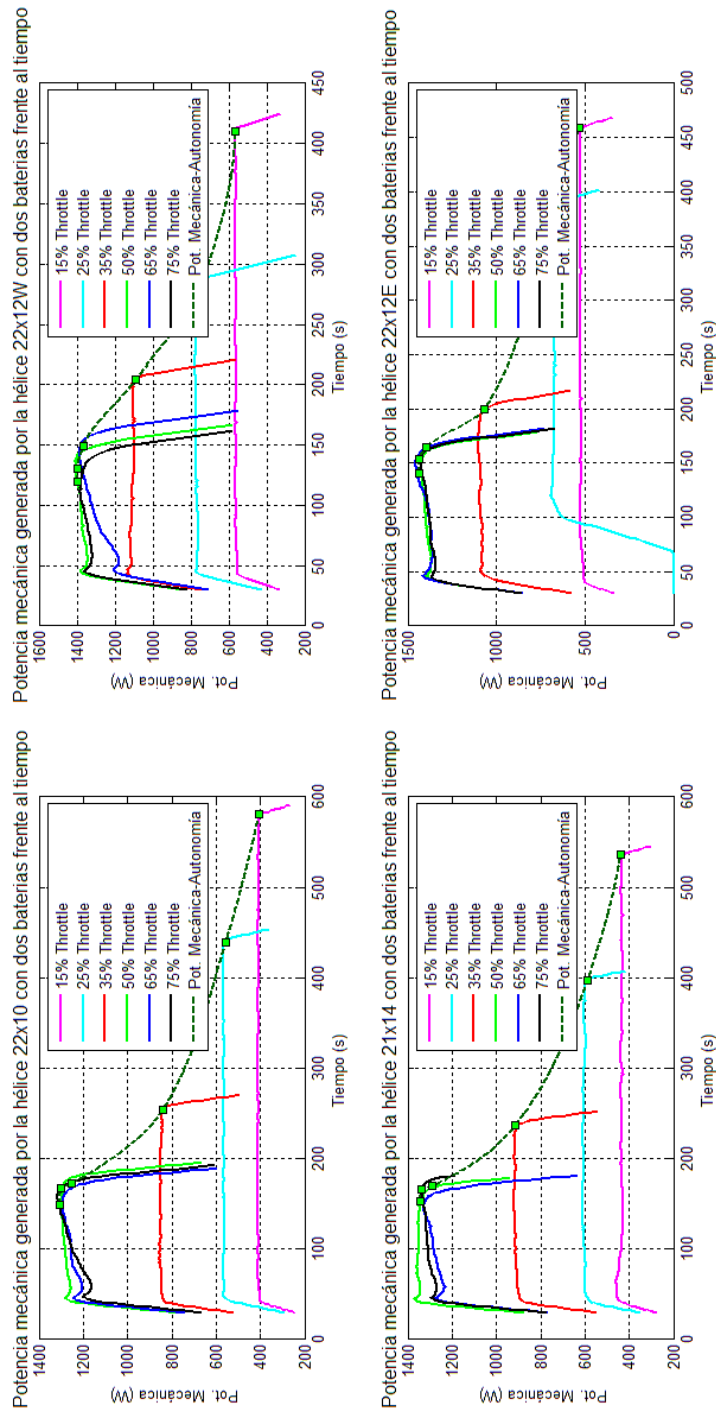 Potencia mecánica generada por la hélice 22x10 con dos baterias frente al tiempo
1400
1200
1000
800
600
400
200
Pot. Mecánica (W)
15% Throttle
25% Throttle
35% Throttle
50% Throttle
65% Throttle
75% Throttle
Pot. Mecánica-Autonomía
0 100 200 300 400 500 600
Tiempo (s)
Potencia mecánica generada por la hélice 22x12W con dos baterias frente al tiempo
1600
1400
1200
1000
800
600
400
200
Pot. Mecánica (W)
15% Throttle
25% Throttle
35% Throttle
50% Throttle
65% Throttle
75% Throttle
Pot. Mecánica-Autonomía
0 50 100 150 200 250 300 350 400 450
Tiempo (s)
Potencia mecánica generada por la hélice 21x14 con dos baterias frente al tiempo
1400
1200
1000
800
600
400
200
Pot. Mecánica (W)
15% Throttle
25% Throttle
35% Throttle
50% Throttle
65% Throttle
75% Throttle
Pot. Mecánica-Autonomía
0 100 200 300 400 500 600
Tiempo (s)
Potencia mecánica generada por la hélice 22x12E con dos baterias frente al tiempo
1500
1000
500
0
Pot. Mecánica (W)
15% Throttle
25% Throttle
35% Throttle
50% Throttle
65% Throttle
75% Throttle
Pot. Mecánica-Autonomía
0 50 100 150 200 250 300 350 400 450 500
Tiempo (s)